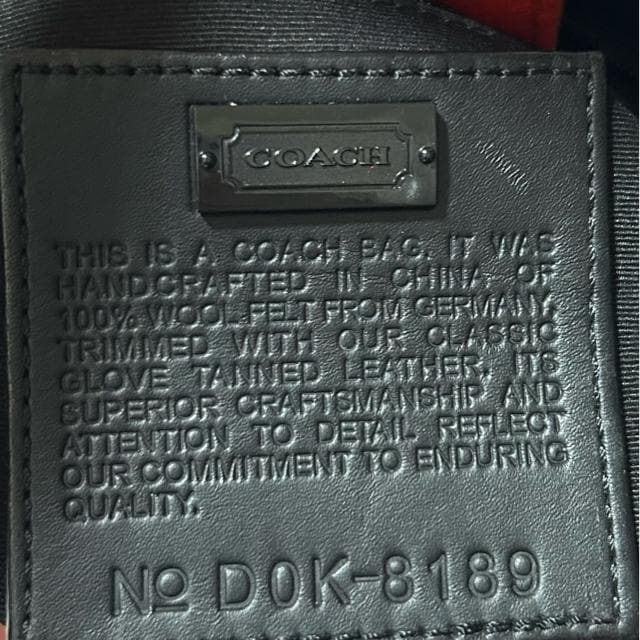 COACH
THIS IS A COACH BAG. IT WAS
HANDCRAFTED IN CHINA OF
100% WOOL FELT FROM GERMANY,
TRIMMED WITH OUR CLASSIC
GLOVE TANNED LEATHER. ITS
SUPERIOR CRAFTSMANSHIP AND
ATTENTION TO DETAIL REFLECT
OUR COMMITMENT TO ENDURING
QUALITY.
Nº D0K-8189